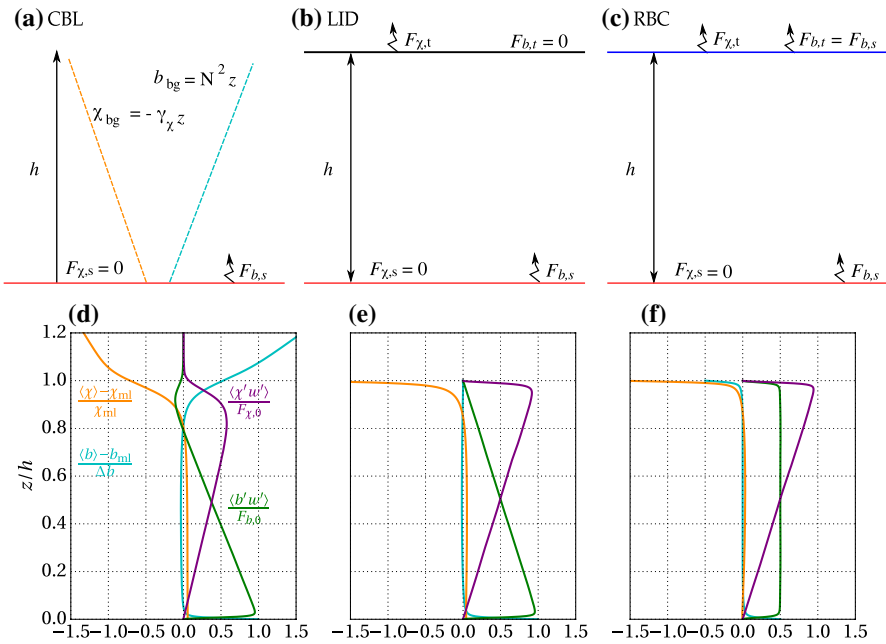 (a) CBL
b_bg = N² z
χ_bg = - γ_χ z
h
F_χ,s = 0
F_b,s
(b) LID
F_χ,t
F_b,t = 0
h
F_χ,s = 0
F_b,s
(c) RBC
F_χ,t
F_b,t = F_b,s
h
F_χ,s = 0
F_b,s
(d)
1.2
1.0
0.8
0.6
0.4
0.2
0.0
z/h
⟨χ⟩−χ_ml / χ_ml
⟨χ′w′⟩ / F_χ,0
⟨b⟩−b_ml / Δb
⟨b′w′⟩ / F_b,0
−1.5 −1.0 −0.5 0.0 0.5 1.0 1.5
(e)
−1.5 −1.0 −0.5 0.0 0.5 1.0 1.5
(f)
−1.5 −1.0 −0.5 0.0 0.5 1.0 1.5